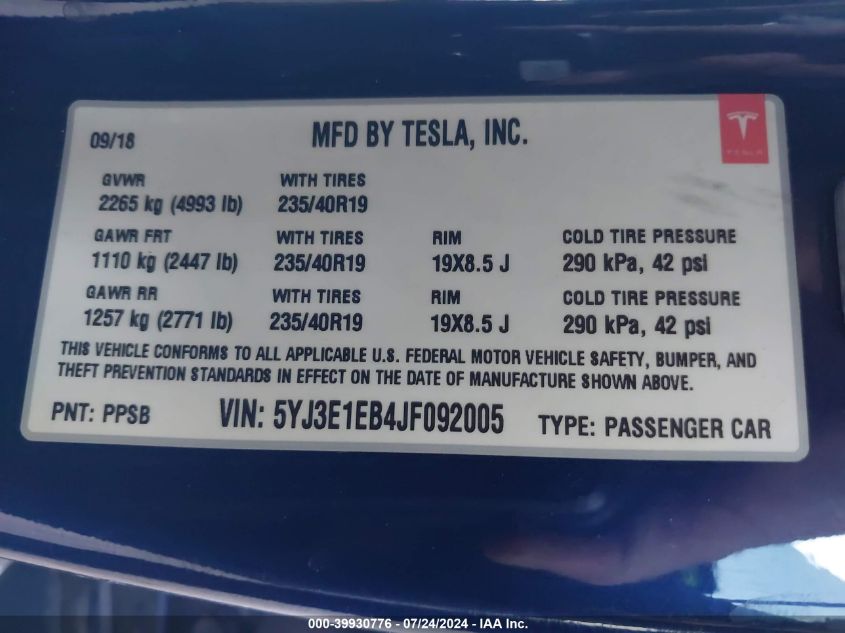 09/18 MFD BY TESLA, INC.
TESLA
GVWR WITH TIRES
2265 kg (4993 lb) 235/40R19
GAWR FRT WITH TIRES RIM COLD TIRE PRESSURE
1110 kg (2447 lb) 235/40R19 19X8.5 J 290 kPa, 42 psi
GAWR RR WITH TIRES RIM COLD TIRE PRESSURE
1257 kg (2771 lb) 235/40R19 19X8.5 J 290 kPa, 42 psi
THIS VEHICLE CONFORMS TO ALL APPLICABLE U.S. FEDERAL MOTOR VEHICLE SAFETY, BUMPER, AND
THEFT PREVENTION STANDARDS IN EFFECT ON THE DATE OF MANUFACTURE SHOWN ABOVE.
PNT: PPSB VIN: 5YJ3E1EB4JF092005 TYPE: PASSENGER CAR
000-39930776 - 07/24/2024 - IAA Inc.